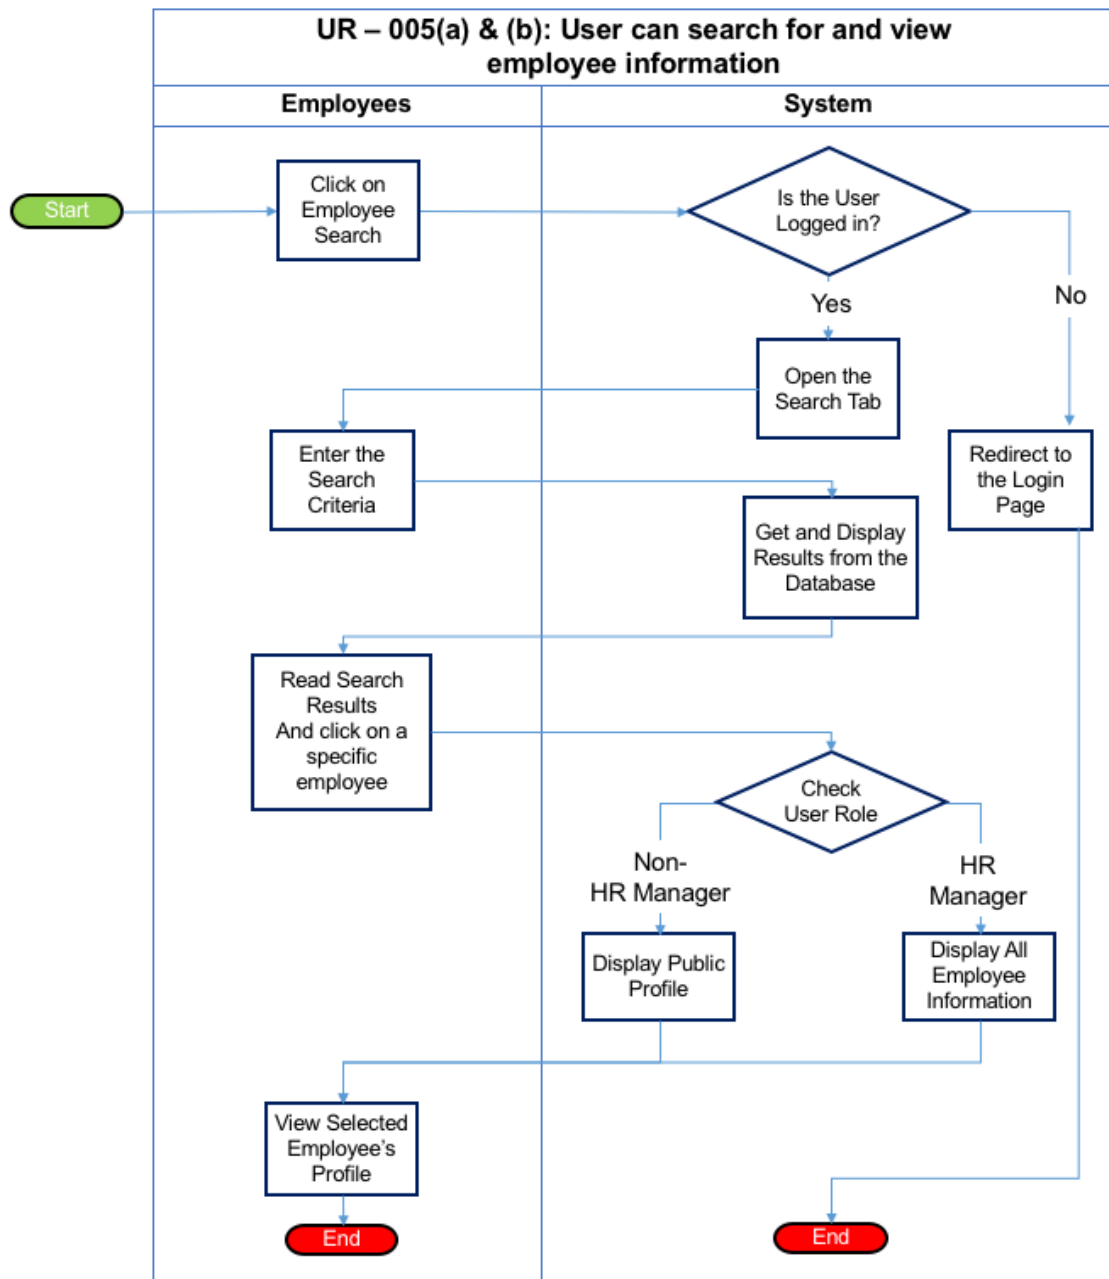 UR – 005(a) & (b): User can search for and view
employee information
Employees
System
Start
Click on
Employee
Search
Is the User
Logged in?
Yes
No
Open the
Search Tab
Enter the
Search
Criteria
Redirect to
the Login
Page
Get and Display
Results from the
Database
Read Search
Results
And click on a
specific
employee
Check
User Role
Non-
HR Manager
HR
Manager
Display Public
Profile
Display All
Employee
Information
View Selected
Employee’s
Profile
End
End